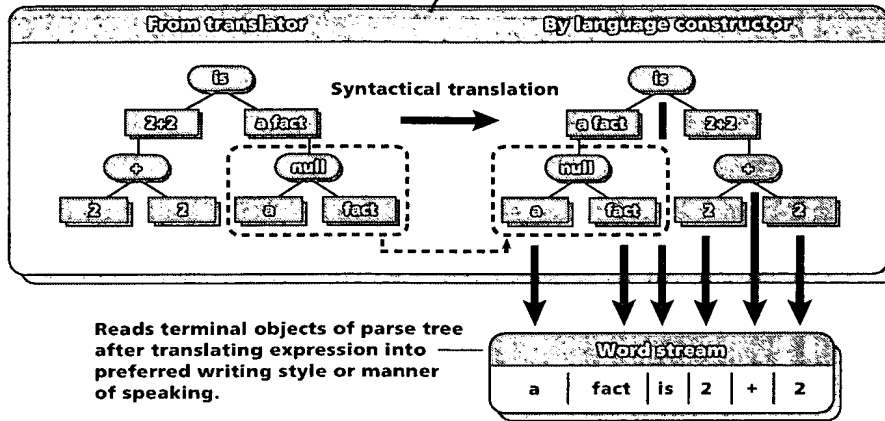 From translator
By language constructor
is
Syntactical translation
is
2+2
a fact
a fact
2+2
+
null
null
+
2
2
a
fact
a
fact
2
2
Reads terminal objects of parse tree
after translating expression into
preferred writing style or manner
of speaking.
Word stream
a fact is 2 + 2